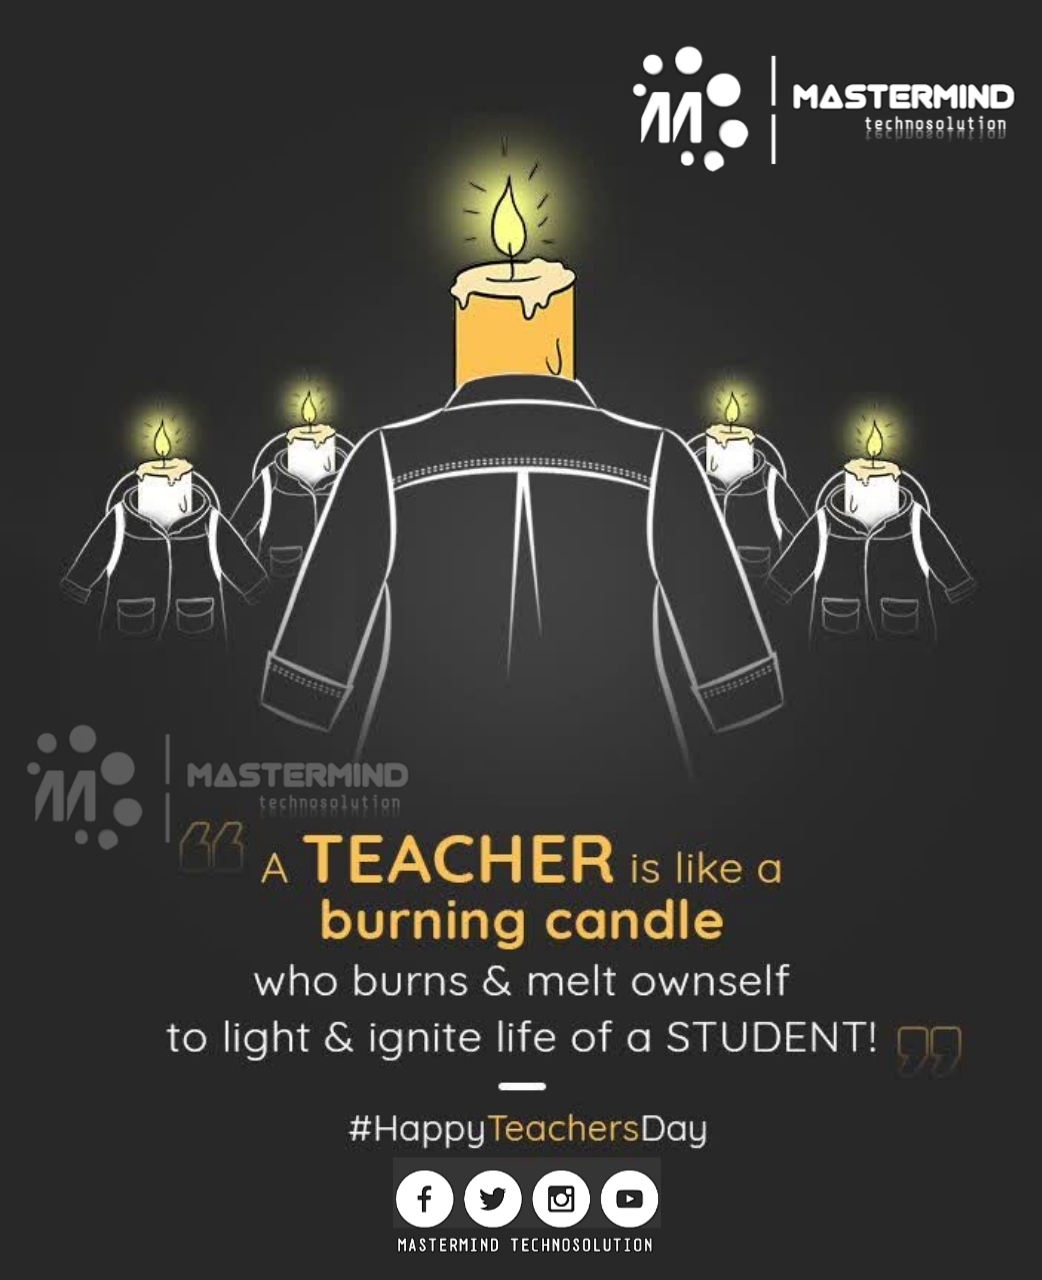 MASTERMIND
technosolution
MASTERMIND
technosolution
“ A TEACHER is like a
burning candle
who burns & melt ownself
to light & ignite life of a STUDENT! ”
#HappyTeachersDay
MASTERMIND TECHNOSOLUTION